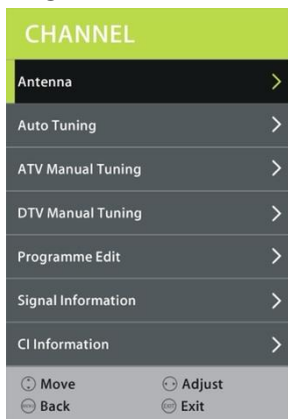 CHANNEL
Antenna
Auto Tuning
ATV Manual Tuning
DTV Manual Tuning
Programme Edit
Signal Information
CI Information
Move Adjust
Back Exit